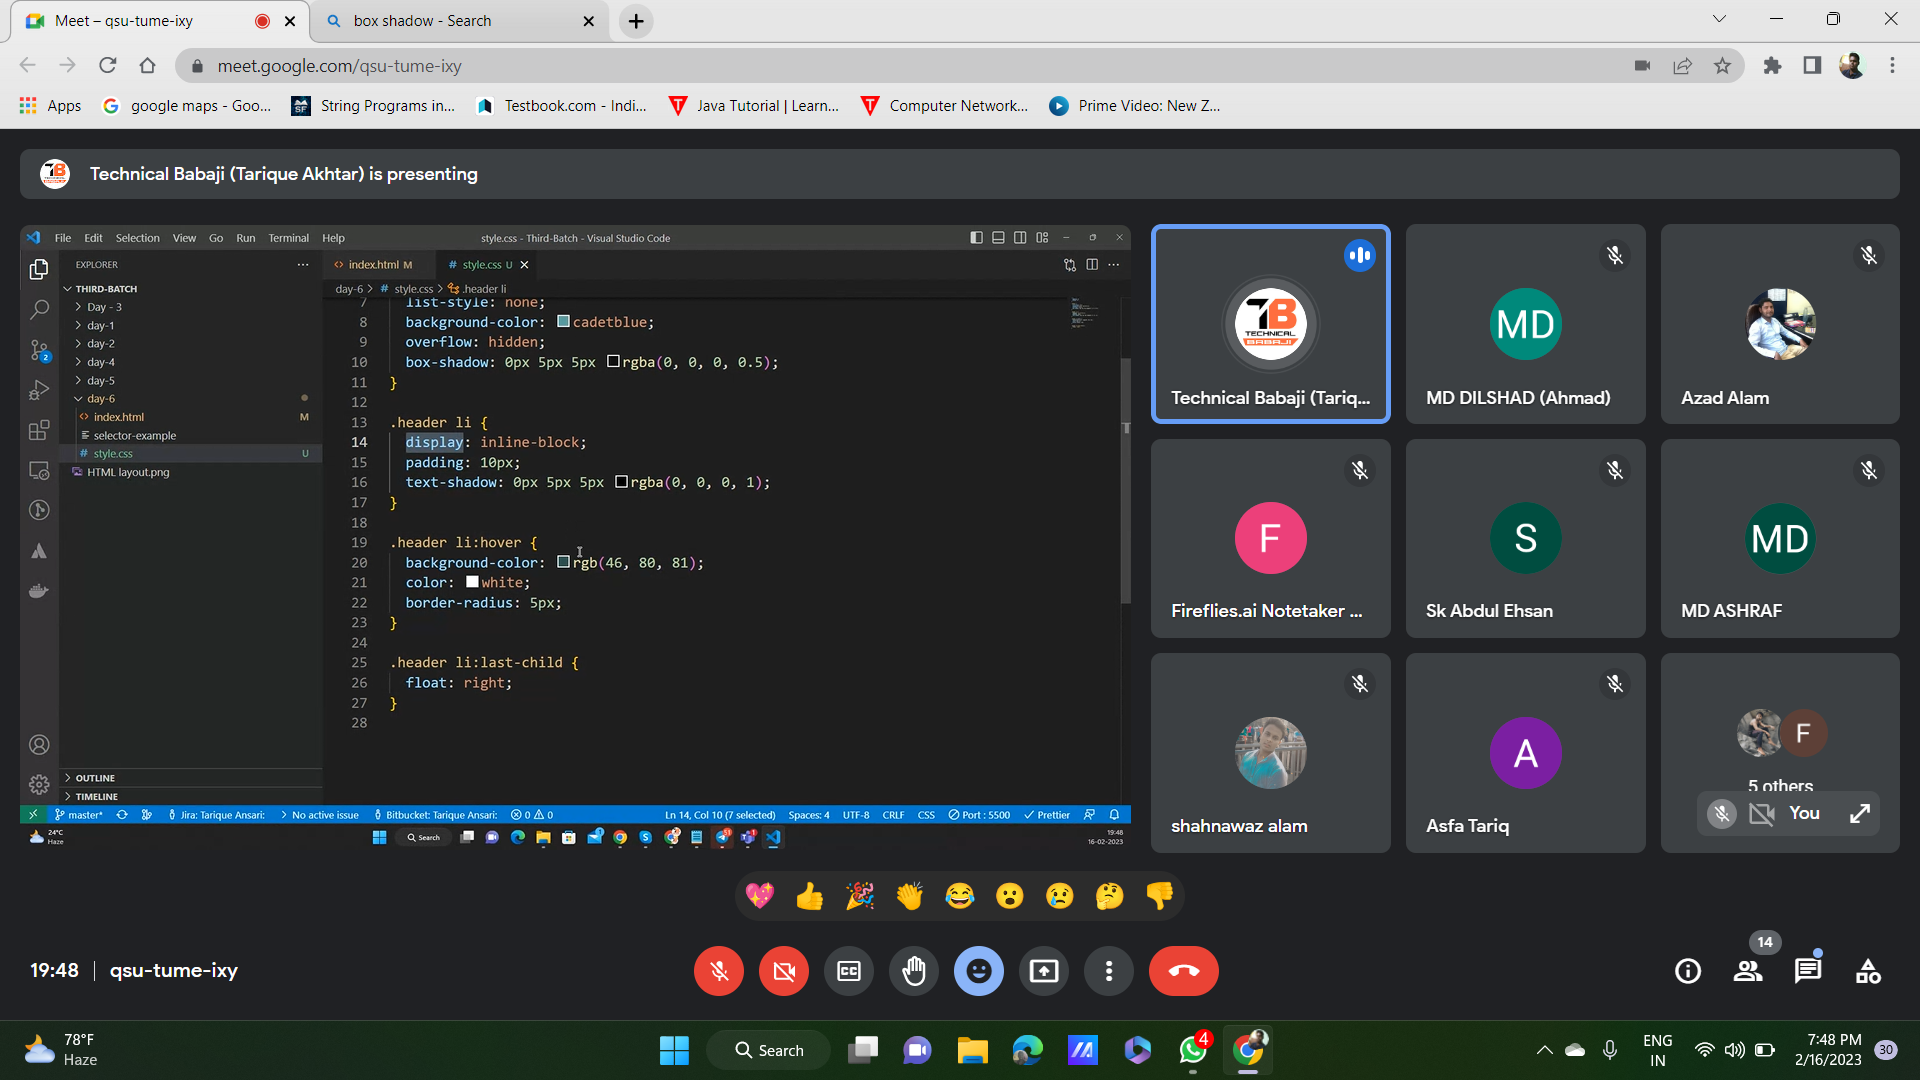 Meet – qsu-tume-ixy
box shadow - Search
meet.google.com/qsu-tume-ixy
Apps
google maps - Goo...
String Programs in...
Testbook.com - Indi...
Java Tutorial | Learn...
Computer Network...
Prime Video: New Z...
Technical Babaji (Tarique Akhtar) is presenting
File Edit Selection View Go Run Terminal Help
style.css - Third-Batch - Visual Studio Code
EXPLORER
index.html M
# style.css U
day-6 > # style.css > .header li
THIRD-BATCH
Day - 3
day-1
day-2
day-4
day-5
day-6
index.html M
selector-example
# style.css U
HTML layout.png
OUTLINE
TIMELINE
7 list-style: none;
8 background-color: cadetblue;
9 overflow: hidden;
10 box-shadow: 0px 5px 5px rgba(0, 0, 0, 0.5);
11 }
12
13 .header li {
14 display: inline-block;
15 padding: 10px;
16 text-shadow: 0px 5px 5px rgba(0, 0, 0, 1);
17 }
18
19 .header li:hover {
20 background-color: rgb(46, 80, 81);
21 color: white;
22 border-radius: 5px;
23 }
24
25 .header li:last-child {
26 float: right;
27 }
28
master* Jira: Tarique Ansari: No active issue Bitbucket: Tarique Ansari: 0 0 Ln 14, Col 10 (7 selected) Spaces: 4 UTF-8 CRLF CSS Port : 5500 Prettier
24°C
Haze
Search
19:48
16-02-2023
TECHNICAL
BABAJI
Technical Babaji (Tariq...
MD
MD DILSHAD (Ahmad)
Azad Alam
F
Fireflies.ai Notetaker ...
S
Sk Abdul Ehsan
MD
MD ASHRAF
shahnawaz alam
A
Asfa Tariq
F
5 others
You
19:48 | qsu-tume-ixy
14
78°F
Haze
Search
4
ENG
IN
7:48 PM
2/16/2023
30